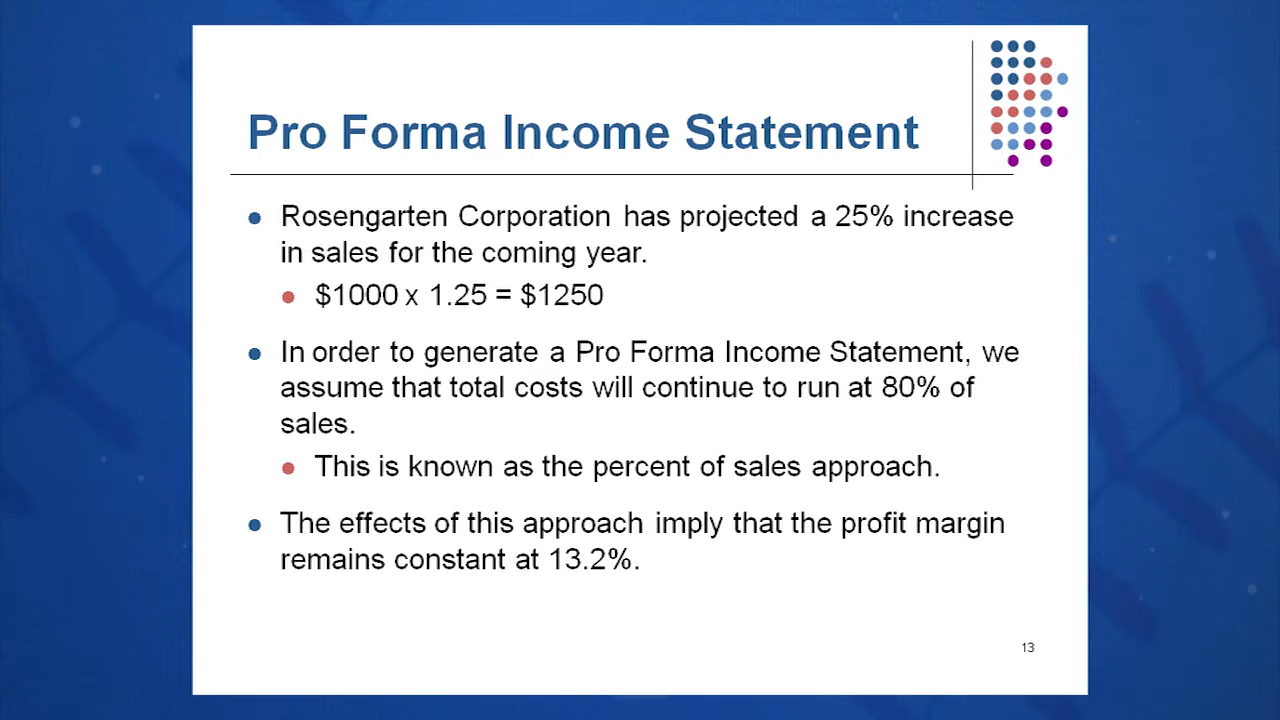 Pro Forma Income Statement
Rosengarten Corporation has projected a 25% increase
in sales for the coming year.
$1000 x 1.25 = $1250
In order to generate a Pro Forma Income Statement, we
assume that total costs will continue to run at 80% of
sales.
This is known as the percent of sales approach.
The effects of this approach imply that the profit margin
remains constant at 13.2%.
13